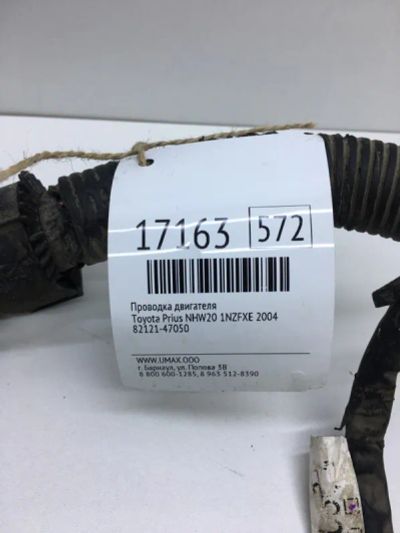 17163 572
Проводка двигателя
Toyota Prius NHW20 1NZFXE 2004
82121-47050
WWW.UMAX.OOO
г. Барнаул, ул. Попова 3В
8 800 600-1285, 8 963 512-8390